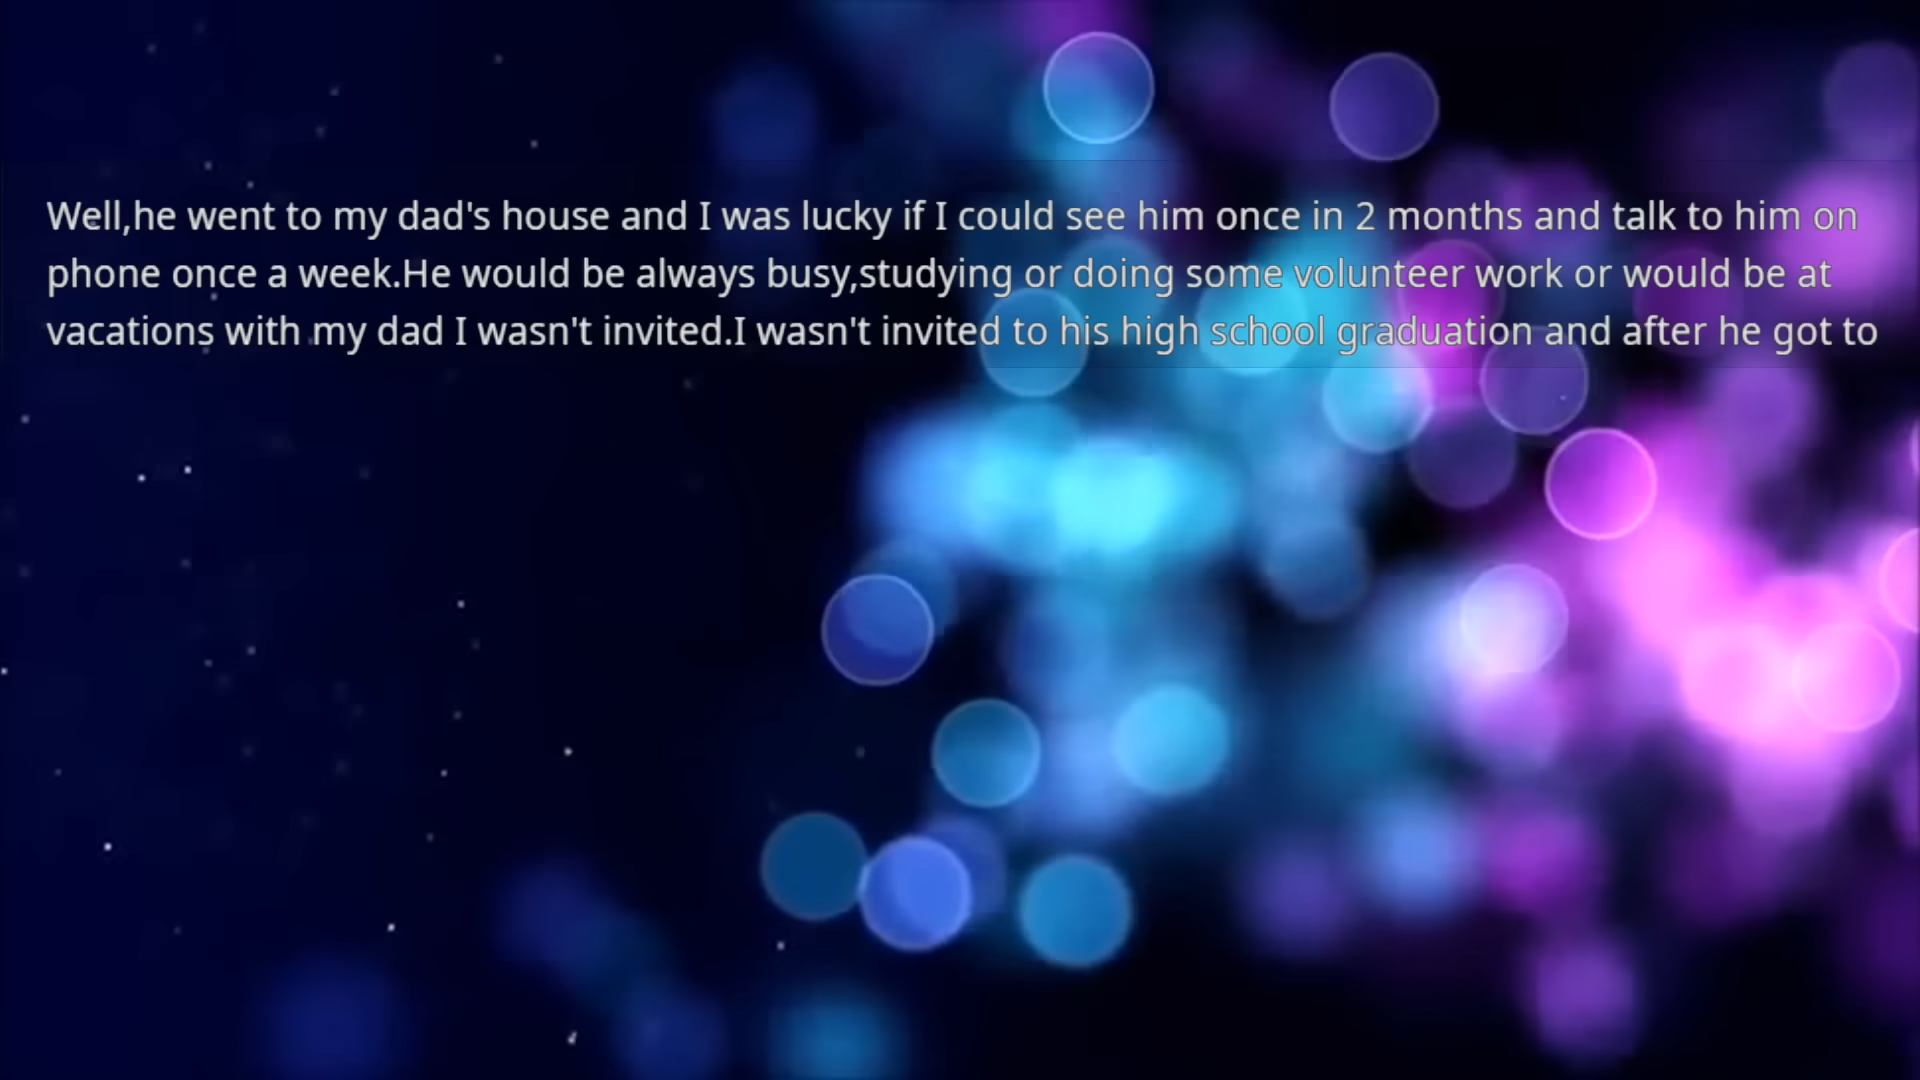 Well,he went to my dad's house and I was lucky if I could see him once in 2 months and talk to him on
phone once a week.He would be always busy,studying or doing some volunteer work or would be at
vacations with my dad I wasn't invited.I wasn't invited to his high school graduation and after he got to